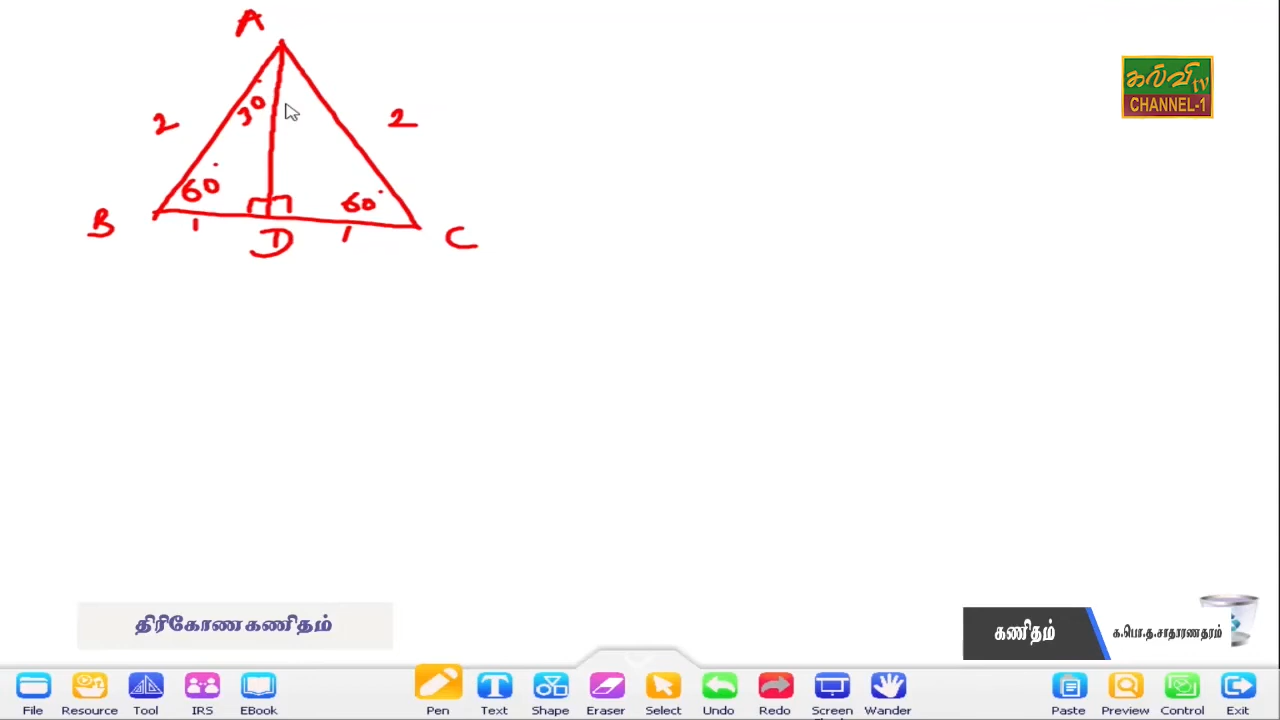 A
கல்வி tv
CHANNEL-1
2
30°
2
60°
60°
B
1
D
1
C
திரிகோணகணிதம்
கணிதம்
க.பொ.த.சாதாரணதரம்
File
Resource
Tool
IRS
EBook
Pen
Text
Shape
Eraser
Select
Undo
Redo
Screen
Wander
Paste
Preview
Control
Exit